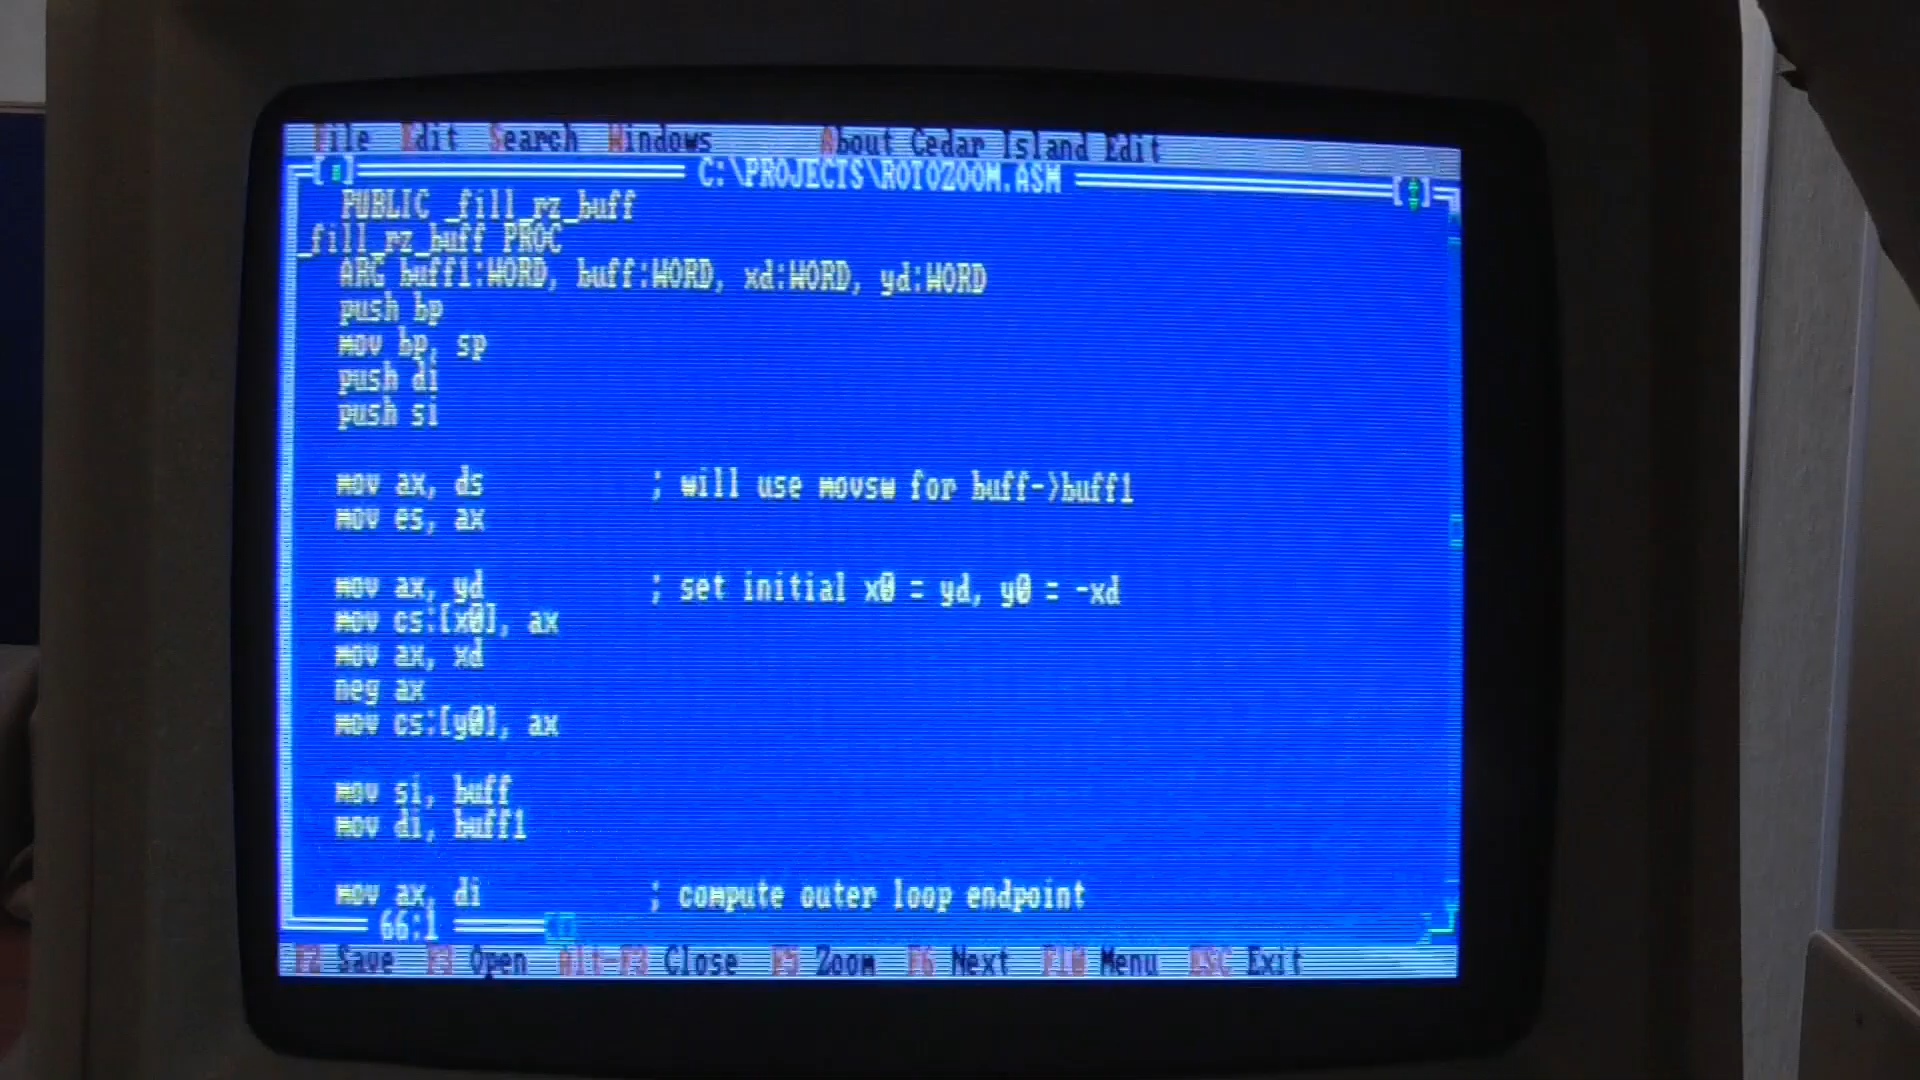 File Edit Search Windows About Cedar Island Edit
C:\PROJECTS\ROTOZOOM.ASM
PUBLIC _fill_rz_buff
_fill_rz_buff PROC
ARG buff1:WORD, buff:WORD, xd:WORD, yd:WORD
push bp
mov bp, sp
push di
push si
mov ax, ds ; will use movsw for buff->buff1
mov es, ax
mov ax, yd ; set initial x0 = yd, y0 = -xd
mov cs:[x0], ax
mov ax, xd
neg ax
mov cs:[y0], ax
mov si, buff
mov di, buff1
mov ax, di ; compute outer loop endpoint
66:1
F2 Save F3 Open Alt-F3 Close F5 Zoom F6 Next F10 Menu ESC Exit